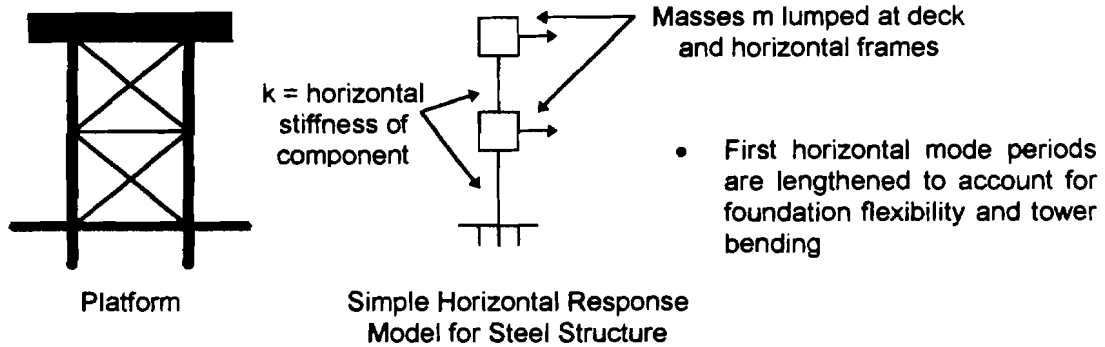 Masses m lumped at deck
and horizontal frames
k = horizontal
stiffness of
component
• First horizontal mode periods
are lengthened to account for
foundation flexibility and tower
bending
Platform
Simple Horizontal Response
Model for Steel Structure